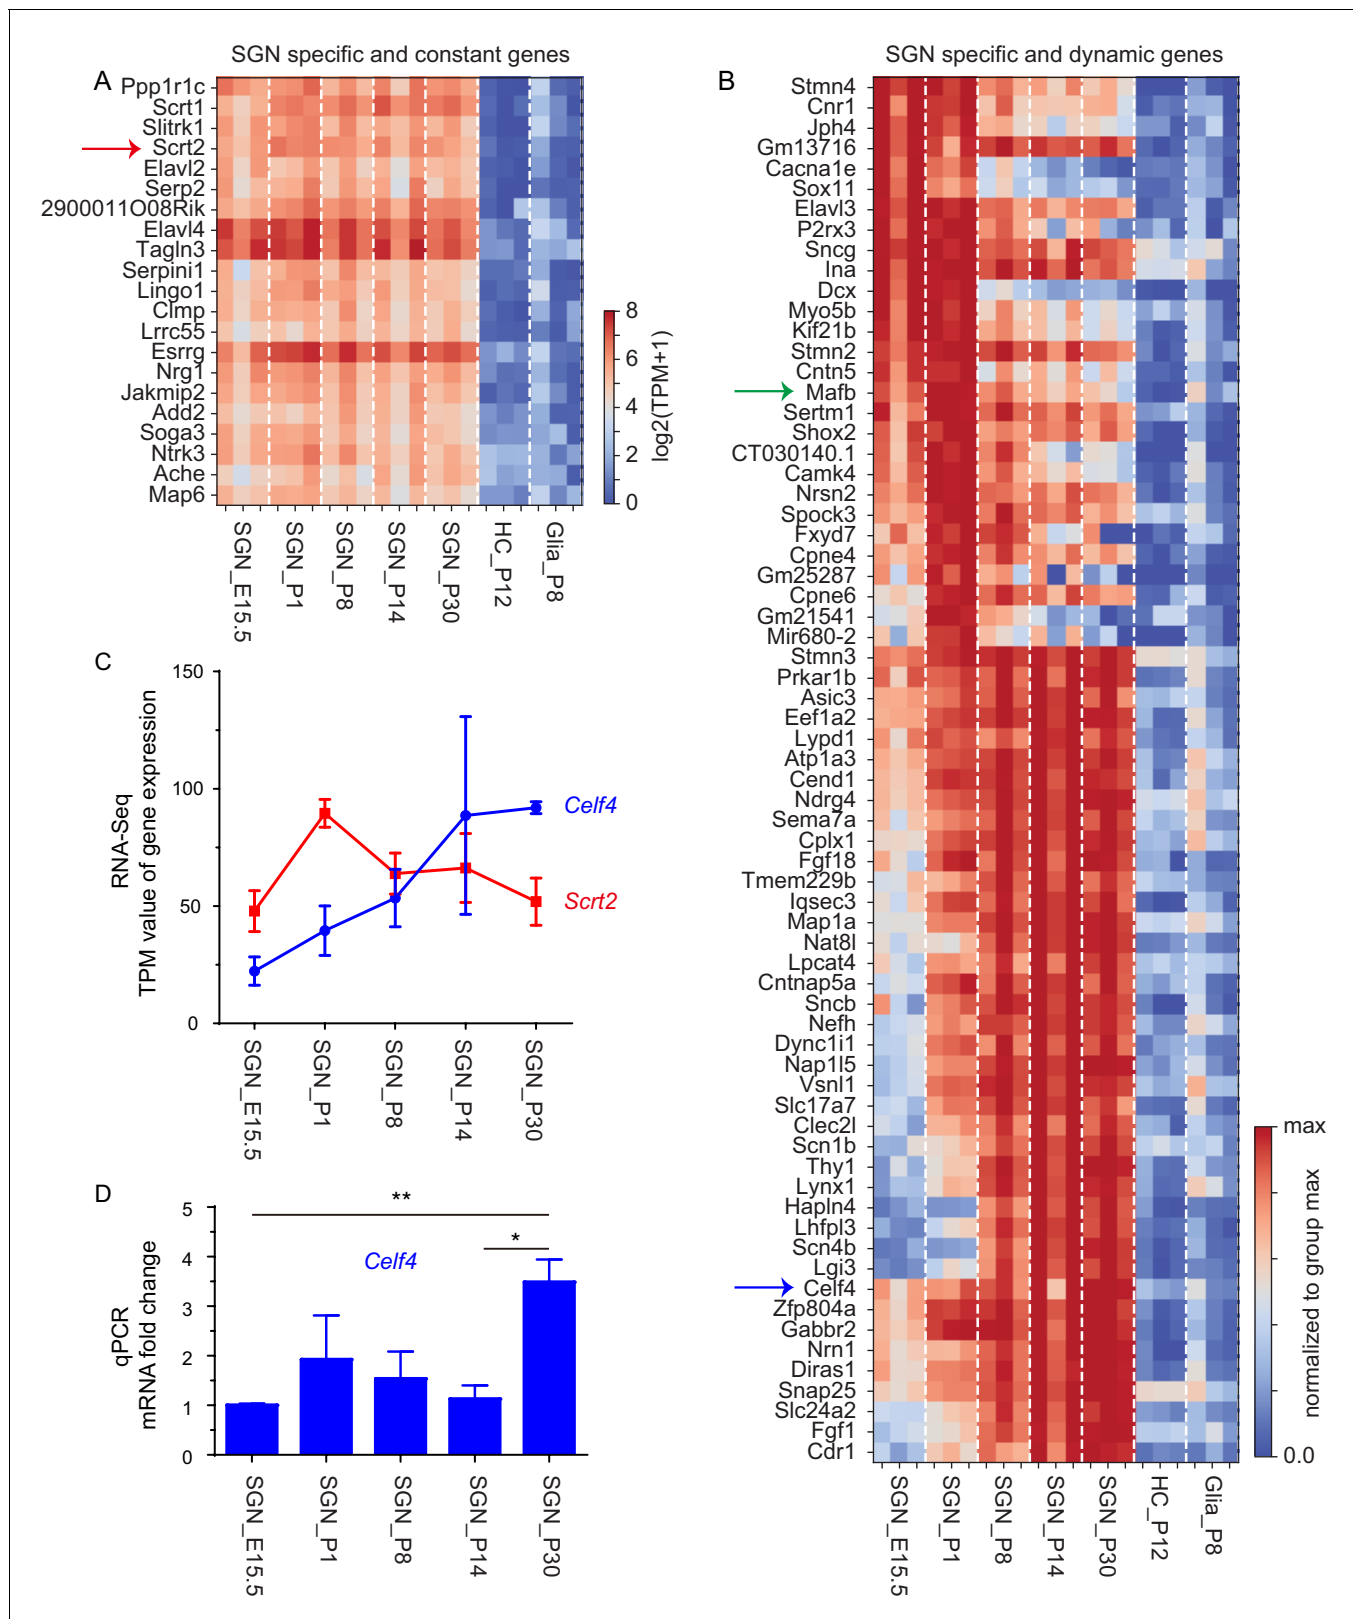 A
SGN specific and constant genes
Ppp1r1c
Scrt1
Slitrk1
Scrt2
Elavl2
Serp2
2900011O08Rik
Elavl4
Tagln3
Serpini1
Lingo1
Clmp
Lrrc55
Esrrg
Nrg1
Jakmip2
Add2
Soga3
Ntrk3
Ache
Map6
SGN_E15.5
SGN_P1
SGN_P8
SGN_P14
SGN_P30
HC_P12
Glia_P8
8
6
4
2
0
log2(TPM+1)
B
SGN specific and dynamic genes
Stmn4
Cnr1
Jph4
Gm13716
Cacna1e
Sox11
Elavl3
P2rx3
Sncg
Ina
Dcx
Myo5b
Kif21b
Stmn2
Cntn5
Mafb
Sertm1
Shox2
CT030140.1
Camk4
Nrsn2
Spock3
Fxyd7
Cpne4
Gm25287
Cpne6
Gm21541
Mir680-2
Stmn3
Prkar1b
Asic3
Eef1a2
Lypd1
Atp1a3
Cend1
Ndrg4
Sema7a
Cplx1
Fgf18
Tmem229b
Iqsec3
Map1a
Nat8l
Lpcat4
Cntnap5a
Sncb
Nefh
Dync1i1
Nap1l5
Vsnl1
Slc17a7
Clec2l
Scn1b
Thy1
Lynx1
Hapln4
Lhfpl3
Scn4b
Lgi3
Celf4
Zfp804a
Gabbr2
Nrn1
Diras1
Snap25
Slc24a2
Fgf1
Cdr1
SGN_E15.5
SGN_P1
SGN_P8
SGN_P14
SGN_P30
HC_P12
Glia_P8
max
0.0
normalized to group max
C
RNA-Seq
TPM value of gene expression
150
100
50
0
Celf4
Scrt2
SGN_E15.5
SGN_P1
SGN_P8
SGN_P14
SGN_P30
D
qPCR
mRNA fold change
5
4
3
2
1
0
**
*
Celf4
SGN_E15.5
SGN_P1
SGN_P8
SGN_P14
SGN_P30